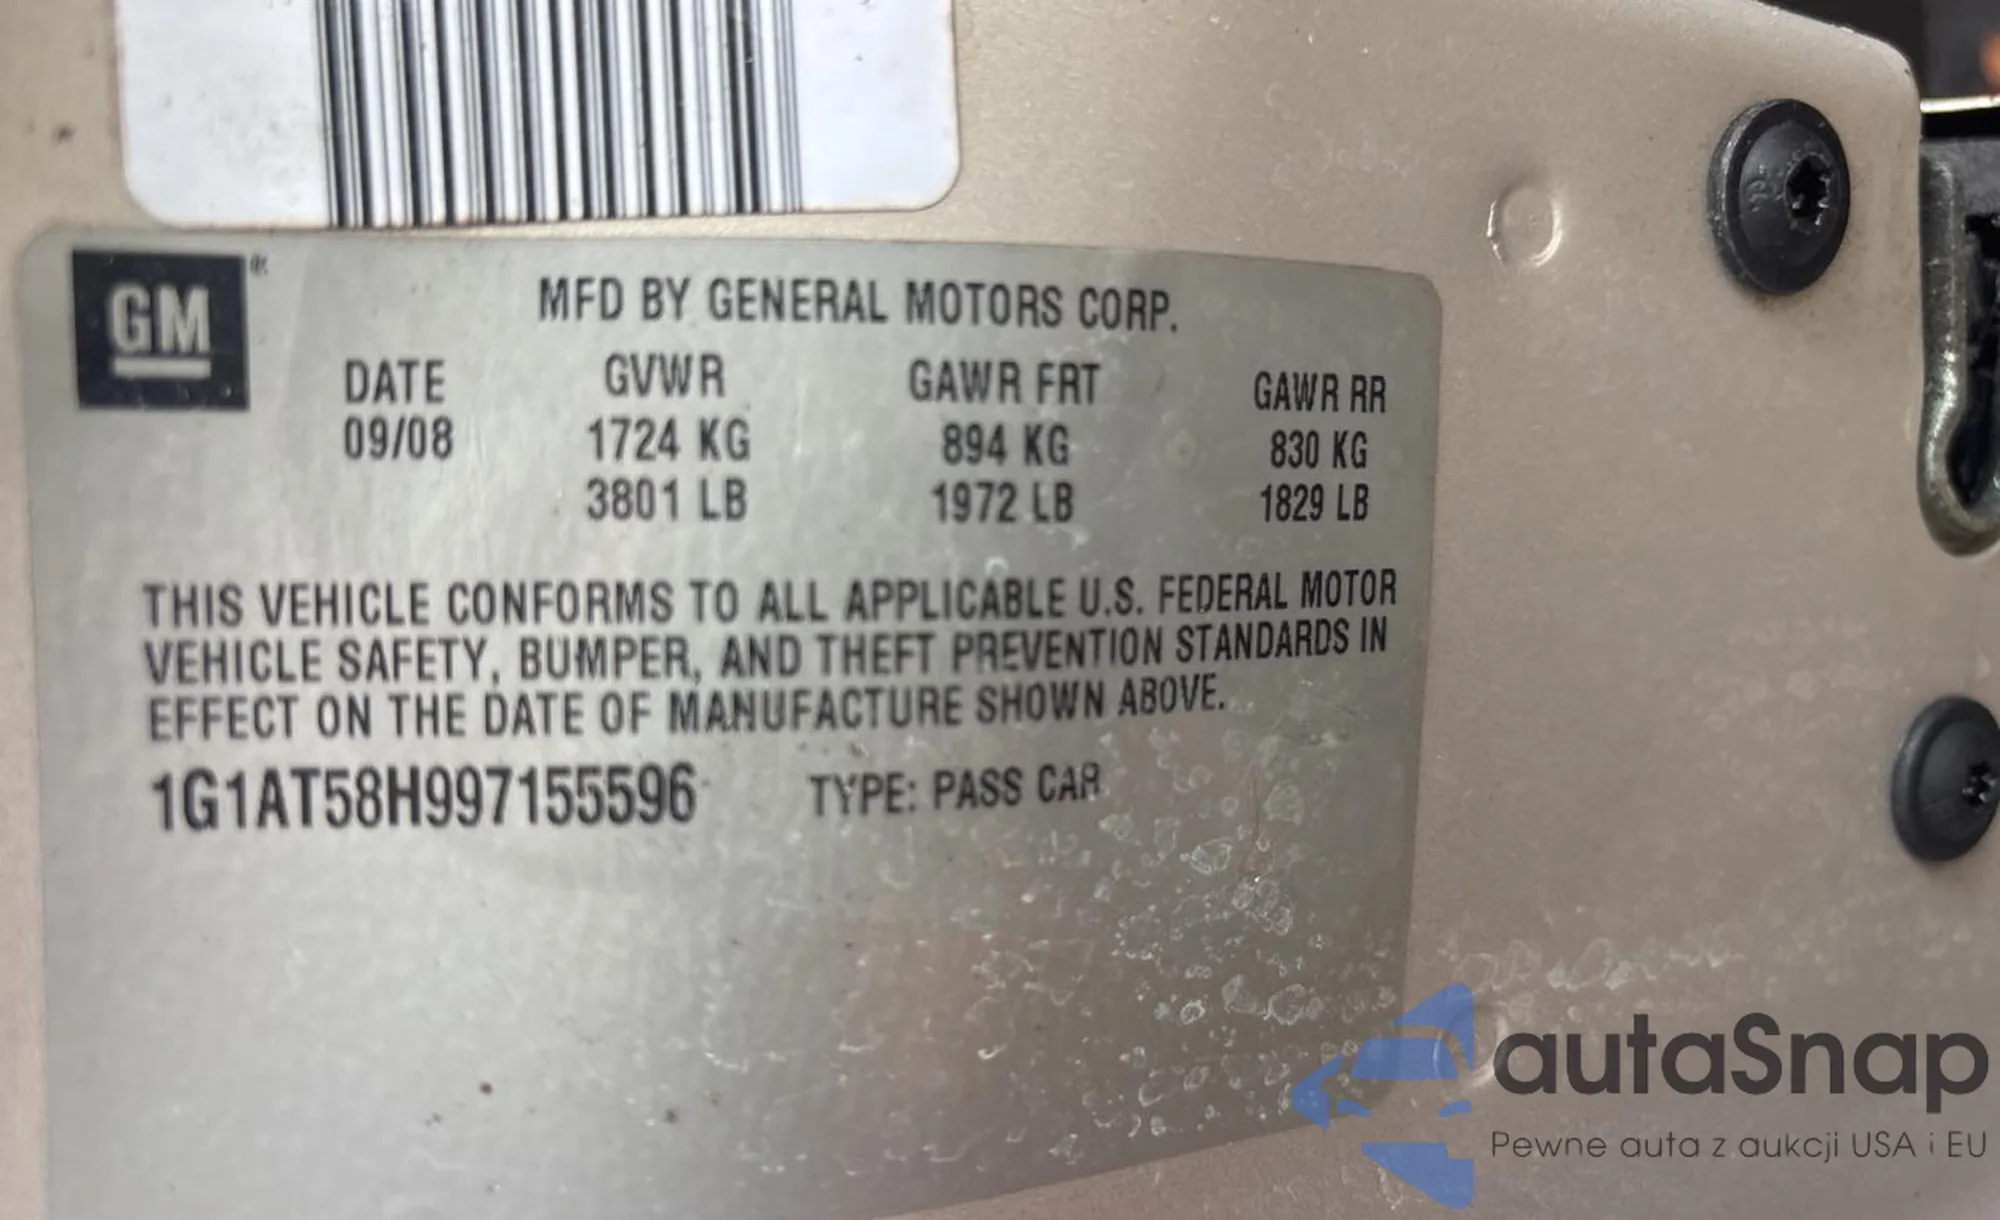 GM®
MFD BY GENERAL MOTORS CORP.
DATE GVWR GAWR FRT GAWR RR
09/08 1724 KG 894 KG 830 KG
3801 LB 1972 LB 1829 LB
THIS VEHICLE CONFORMS TO ALL APPLICABLE U.S. FEDERAL MOTOR
VEHICLE SAFETY, BUMPER, AND THEFT PREVENTION STANDARDS IN
EFFECT ON THE DATE OF MANUFACTURE SHOWN ABOVE.
1G1AT58H997155596 TYPE: PASS CAR
autaSnap
Pewne auta z aukcji USA i EU